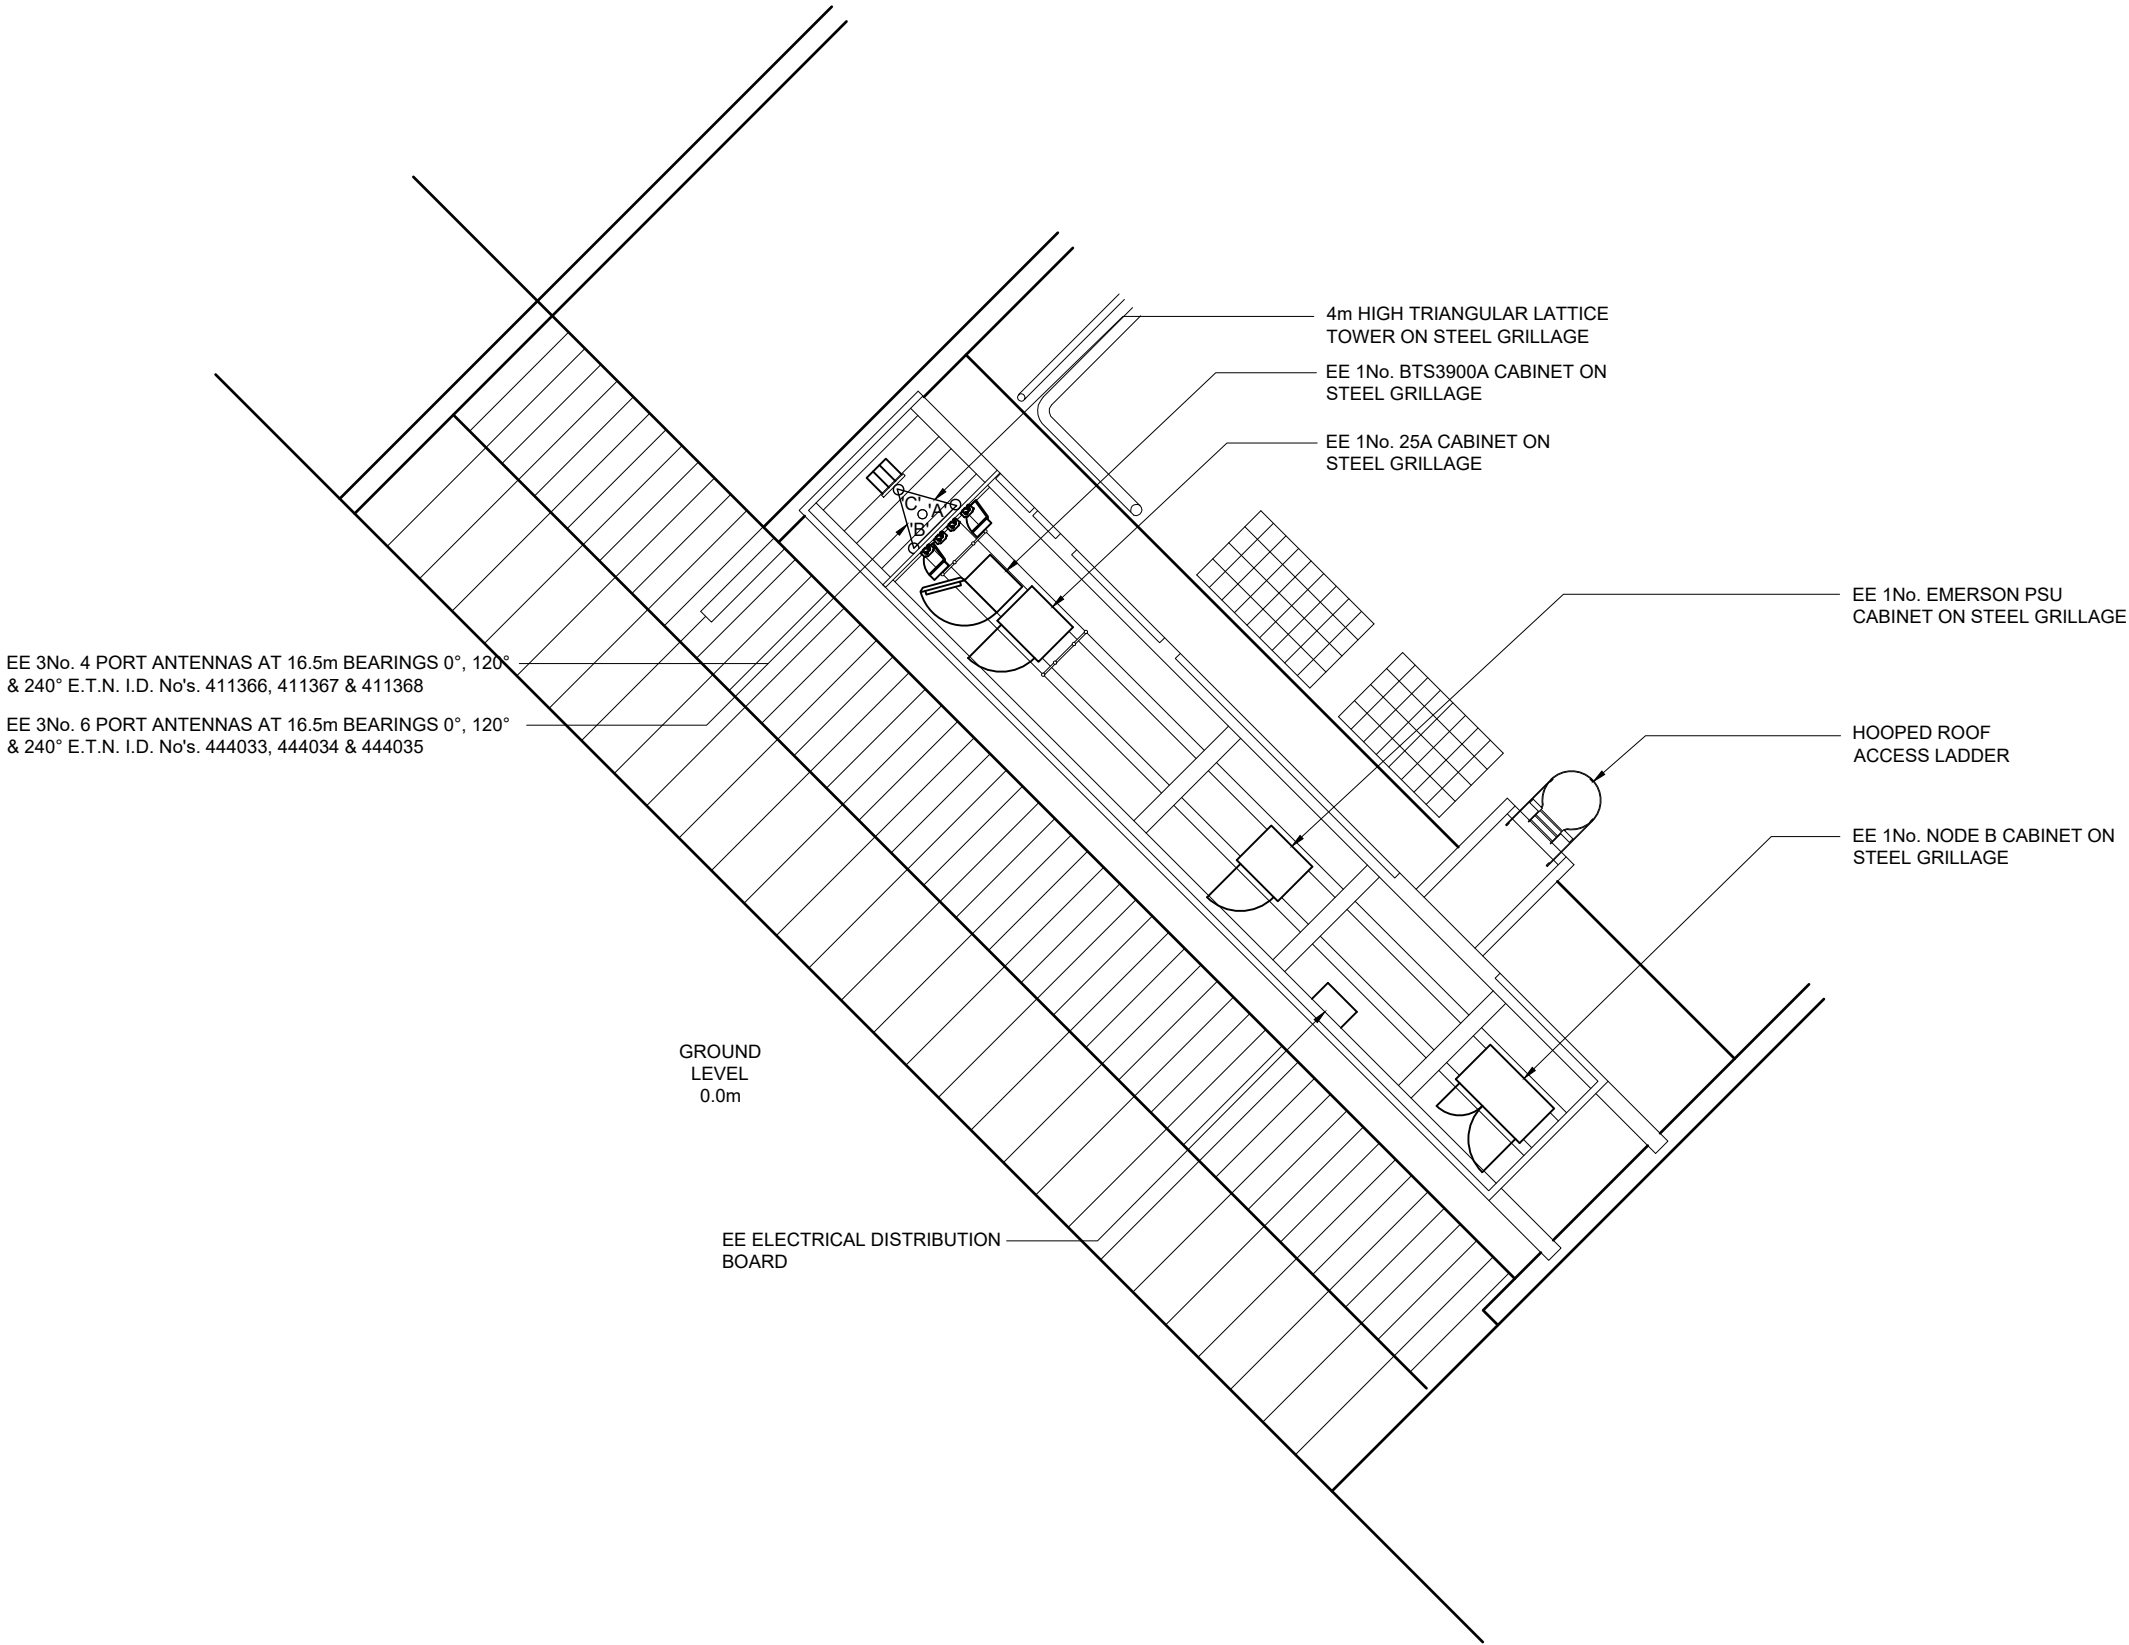 4m HIGH TRIANGULAR LATTICE
TOWER ON STEEL GRILLAGE
EE 1No. BTS3900A CABINET ON
STEEL GRILLAGE
EE 1No. 25A CABINET ON
STEEL GRILLAGE
'C'
'A'
'B'
EE 1No. EMERSON PSU
CABINET ON STEEL GRILLAGE
EE 3No. 4 PORT ANTENNAS AT 16.5m BEARINGS 0°, 120°
& 240° E.T.N. I.D. No's. 411366, 411367 & 411368
EE 3No. 6 PORT ANTENNAS AT 16.5m BEARINGS 0°, 120°
& 240° E.T.N. I.D. No's. 444033, 444034 & 444035
HOOPED ROOF
ACCESS LADDER
EE 1No. NODE B CABINET ON
STEEL GRILLAGE
GROUND
LEVEL
0.0m
EE ELECTRICAL DISTRIBUTION
BOARD